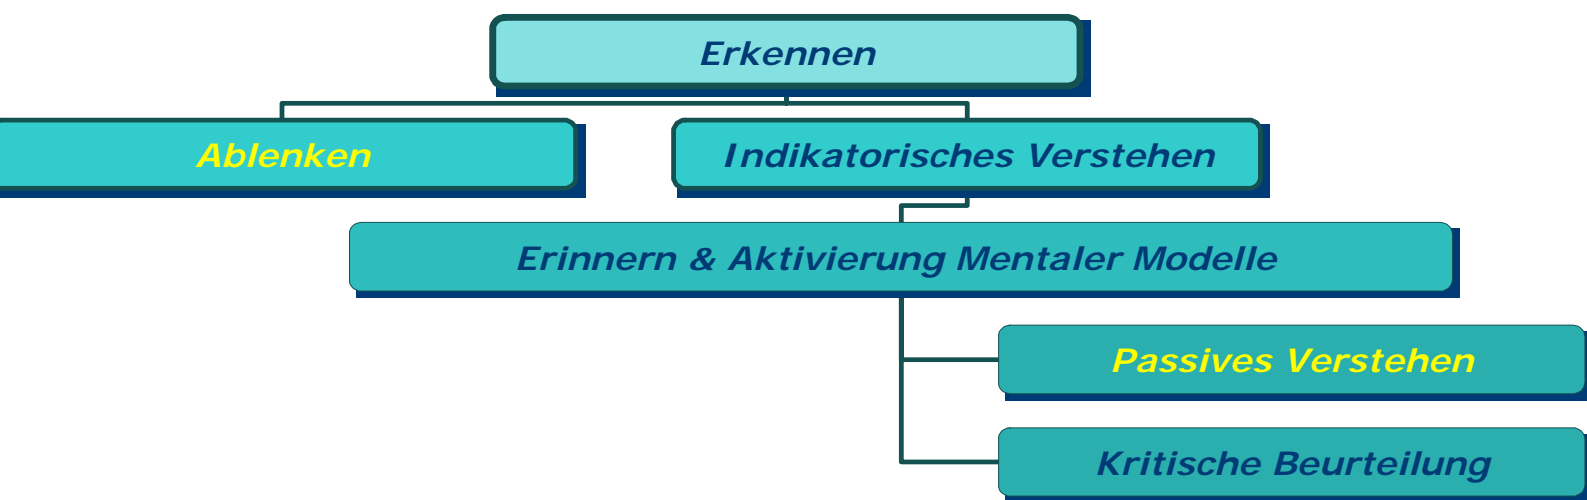 Erkennen
Ablenken
Indikatorisches Verstehen
Erinnern & Aktivierung Mentaler Modelle
Passives Verstehen
Kritische Beurteilung